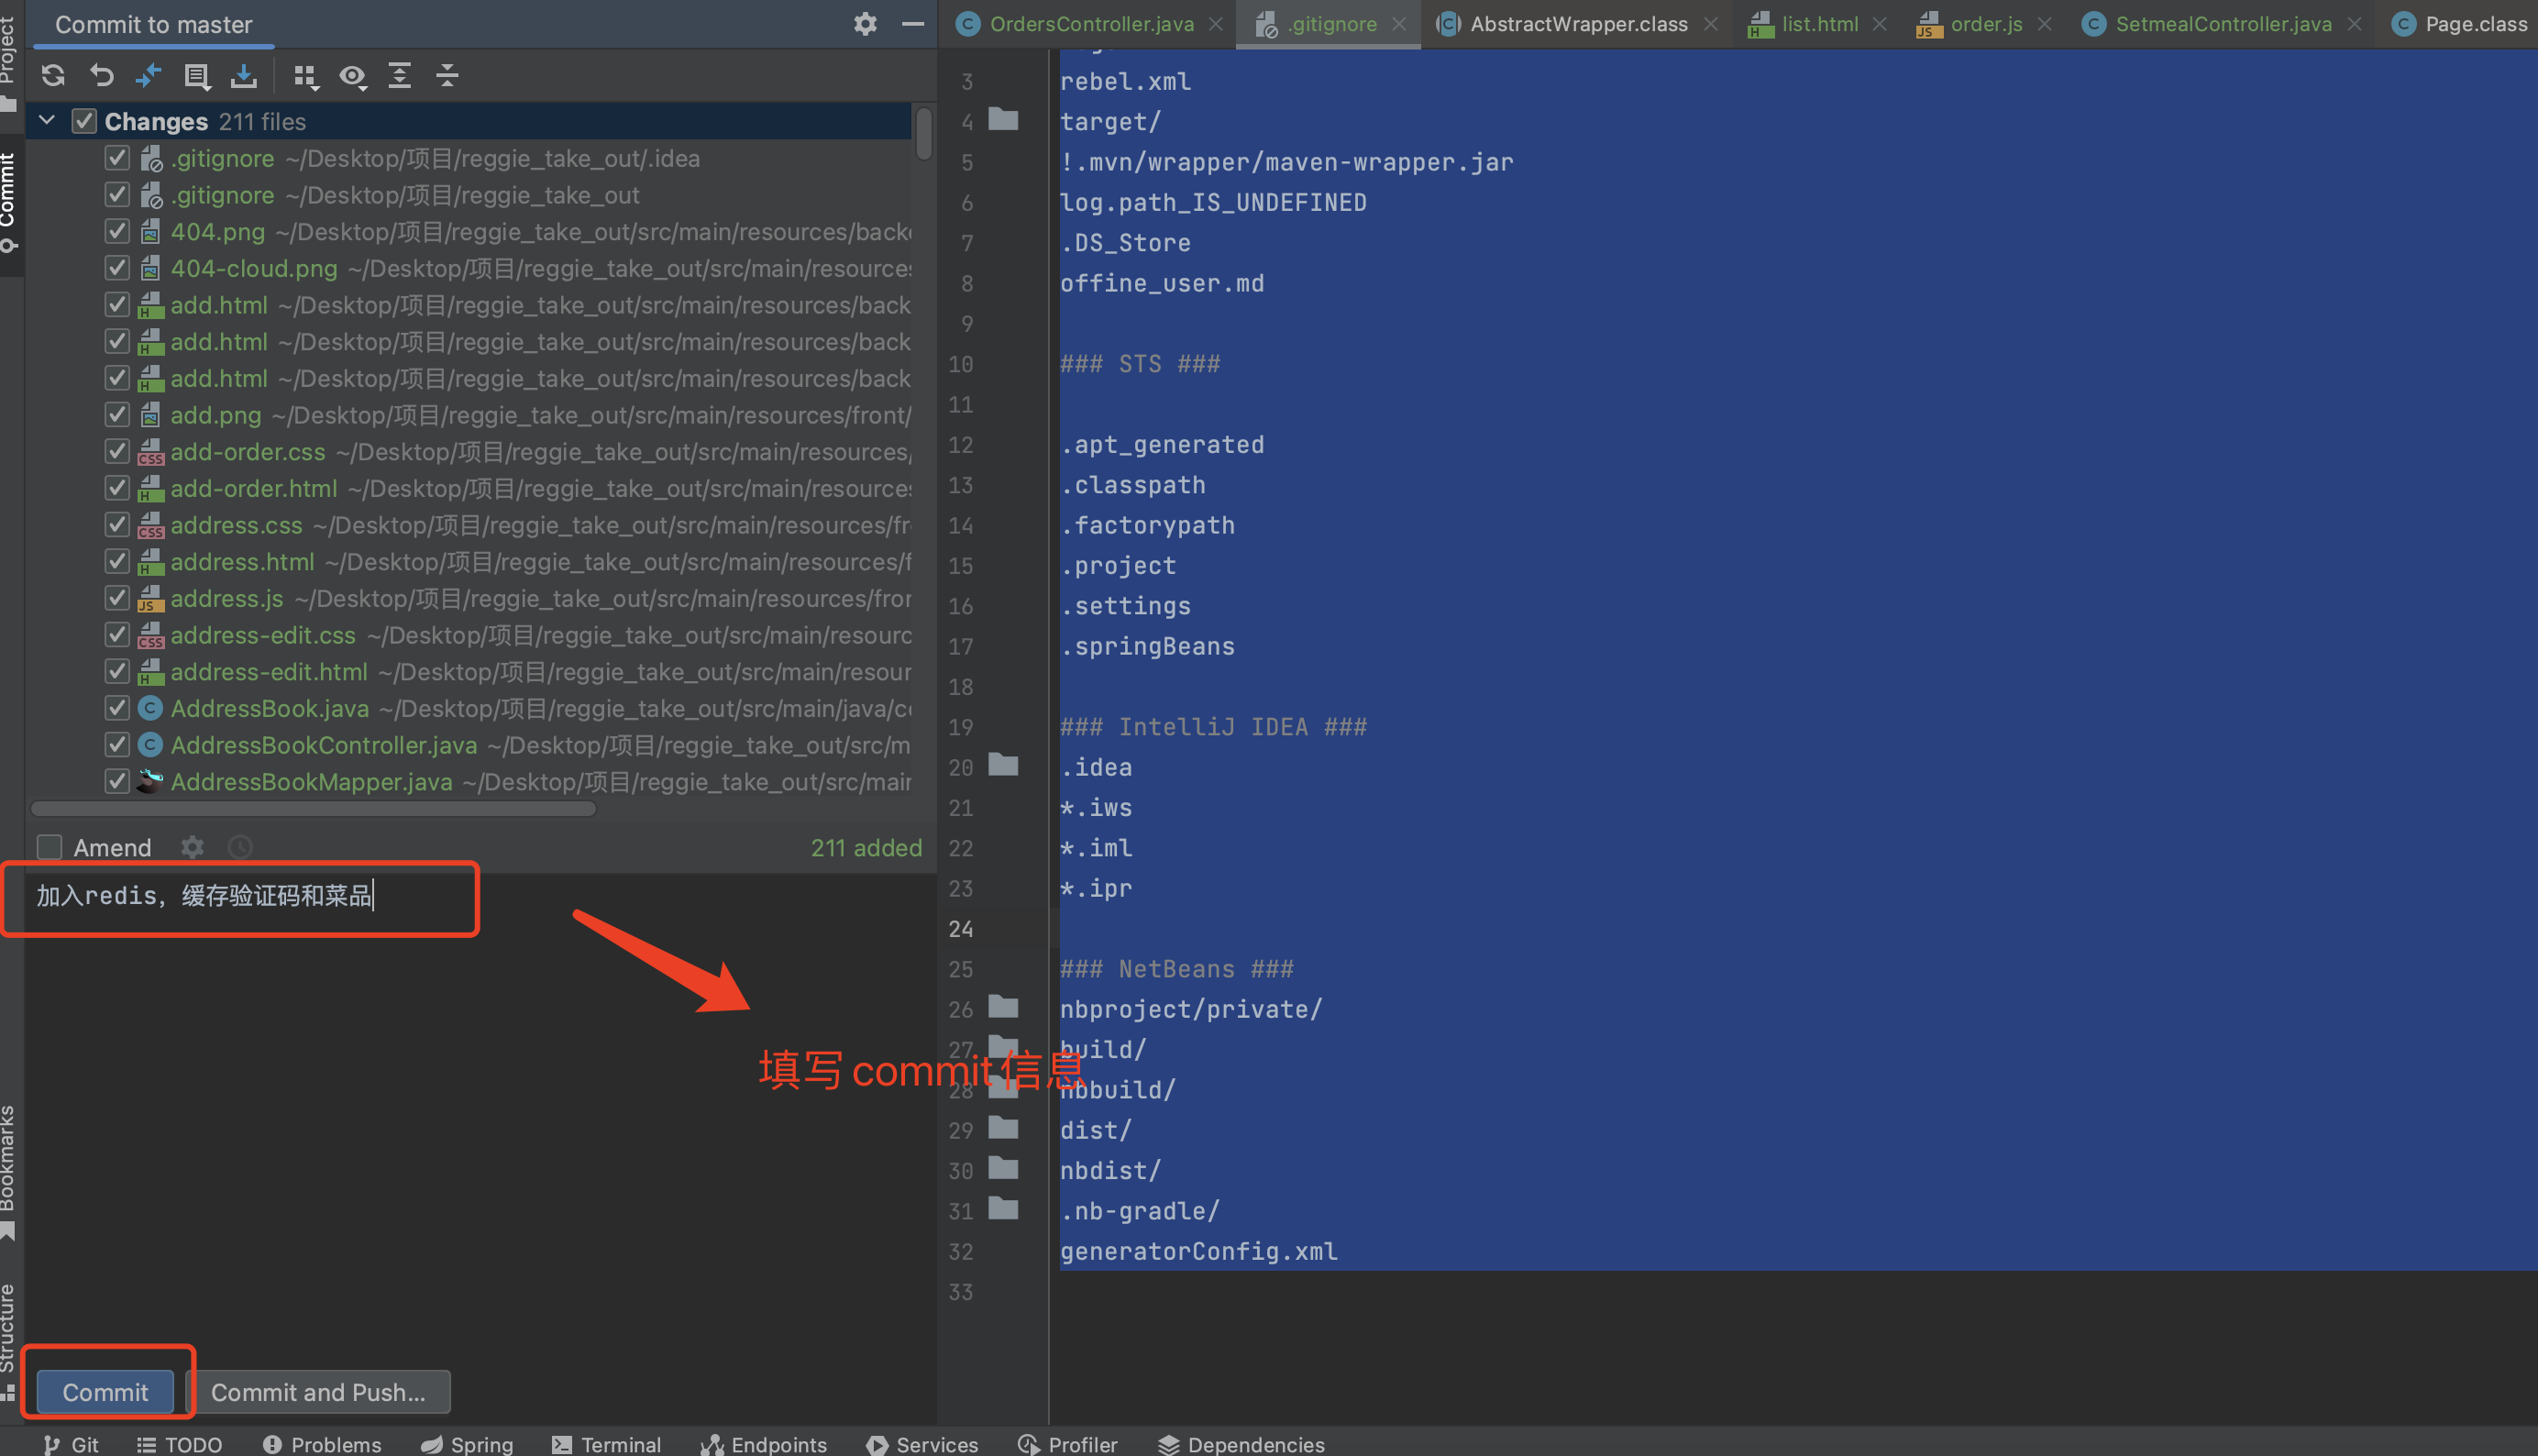 Commit to master
Project
Commit
Bookmarks
Structure
Changes 211 files
.gitignore ~/Desktop/项目/reggie_take_out/.idea
.gitignore ~/Desktop/项目/reggie_take_out
404.png ~/Desktop/项目/reggie_take_out/src/main/resources/back
404-cloud.png ~/Desktop/项目/reggie_take_out/src/main/resources
add.html ~/Desktop/项目/reggie_take_out/src/main/resources/back
add.html ~/Desktop/项目/reggie_take_out/src/main/resources/back
add.html ~/Desktop/项目/reggie_take_out/src/main/resources/back
add.png ~/Desktop/项目/reggie_take_out/src/main/resources/front/
add-order.css ~/Desktop/项目/reggie_take_out/src/main/resources/
add-order.html ~/Desktop/项目/reggie_take_out/src/main/resources
address.css ~/Desktop/项目/reggie_take_out/src/main/resources/fr
address.html ~/Desktop/项目/reggie_take_out/src/main/resources/f
address.js ~/Desktop/项目/reggie_take_out/src/main/resources/fror
address-edit.css ~/Desktop/项目/reggie_take_out/src/main/resourc
address-edit.html ~/Desktop/项目/reggie_take_out/src/main/resour
AddressBook.java ~/Desktop/项目/reggie_take_out/src/main/java/c
AddressBookController.java ~/Desktop/项目/reggie_take_out/src/m
AddressBookMapper.java ~/Desktop/项目/reggie_take_out/src/main
Amend 211 added
加入redis，缓存验证码和菜品
填写commit信息
Commit Commit and Push...
OrdersController.java .gitignore AbstractWrapper.class list.html order.js SetmealController.java Page.class
3 rebel.xml
4 target/
5 !.mvn/wrapper/maven-wrapper.jar
6 log.path_IS_UNDEFINED
7 .DS_Store
8 offine_user.md
9
10 ### STS ###
11
12 .apt_generated
13 .classpath
14 .factorypath
15 .project
16 .settings
17 .springBeans
18
19 ### IntelliJ IDEA ###
20 .idea
21 *.iws
22 *.iml
23 *.ipr
24
25 ### NetBeans ###
26 nbproject/private/
27 build/
28 nbbuild/
29 dist/
30 nbdist/
31 .nb-gradle/
32 generatorConfig.xml
33
Git TODO Problems Spring Terminal Endpoints Services Profiler Dependencies